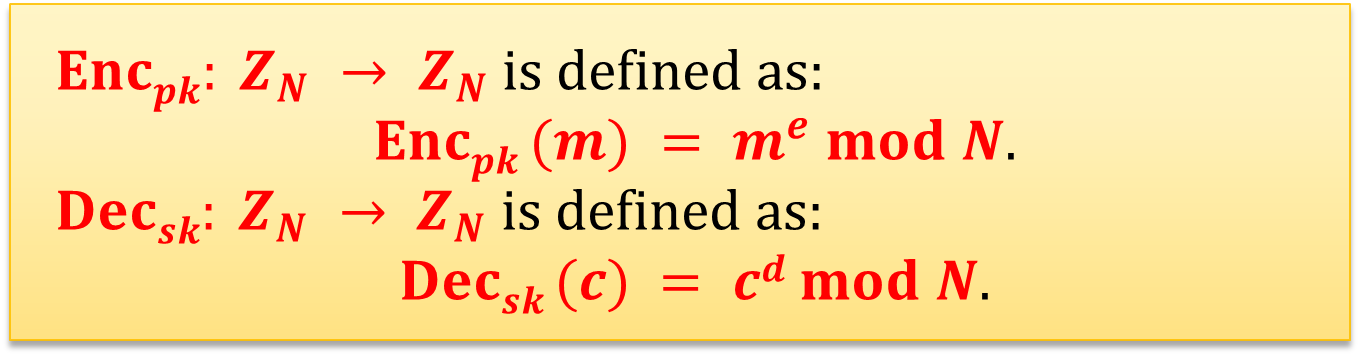 Enc_pk: Z_N → Z_N is defined as:
Enc_pk (m) = m^e mod N.
Dec_sk: Z_N → Z_N is defined as:
Dec_sk (c) = c^d mod N.